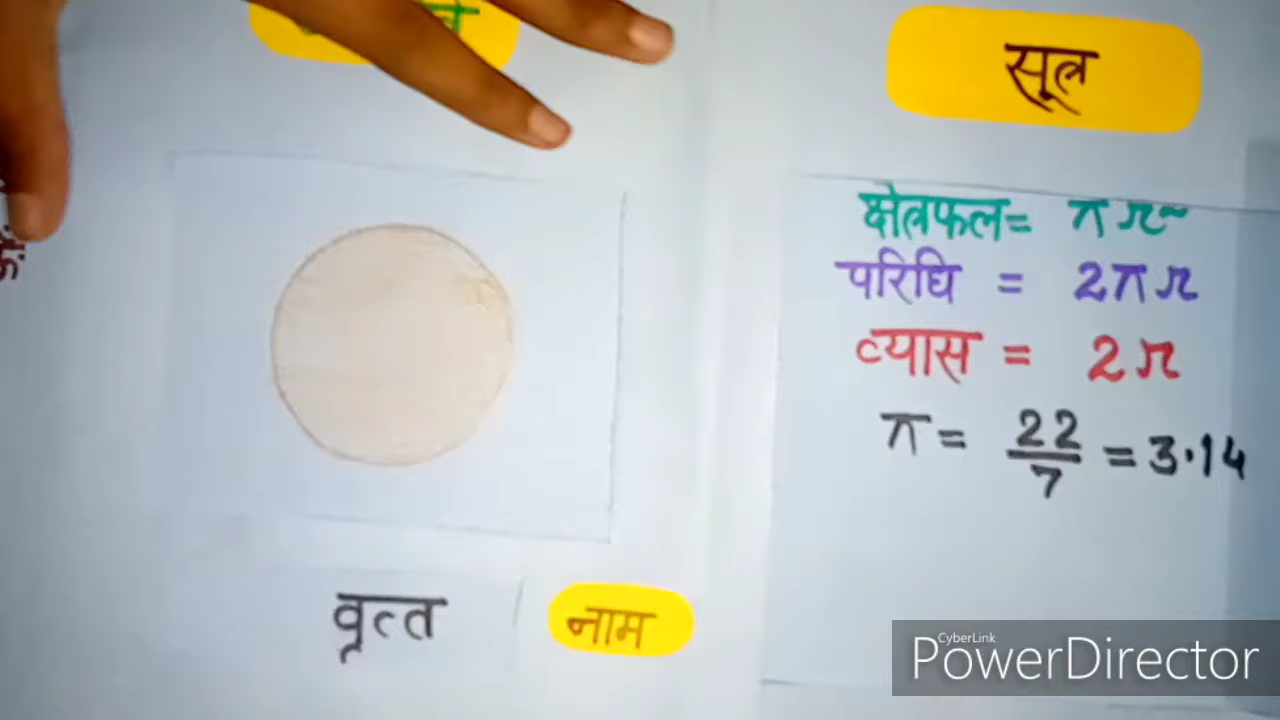 सूत्र
क्षेत्रफल = πr²
परिधि = 2πr
व्यास = 2r
π = 22/7 = 3.14
वृत्त
नाम
CyberLink
PowerDirector